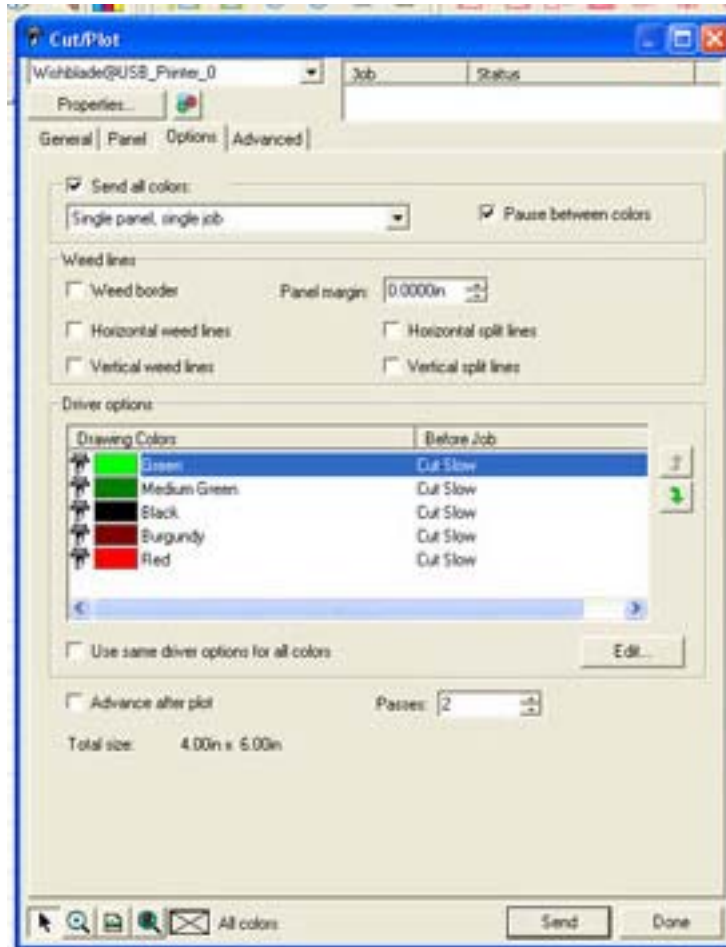 Cut/Plot
Wishblade@USB_Printer_0
Job Status
Properties...
General Panel Options Advanced
Send all colors
Single panel, single job
Pause between colors
Weed lines
Weed border Panel margin: 0.0000in
Horizontal weed lines Horizontal split lines
Vertical weed lines Vertical split lines
Driver options
Drawing Colors Before Job
Green Cut Slow
Medium Green Cut Slow
Black Cut Slow
Burgundy Cut Slow
Red Cut Slow
Use same driver options for all colors Edit...
Advance after plot Passes: 2
Total size: 4.00in x 6.00in
All colors Send Done